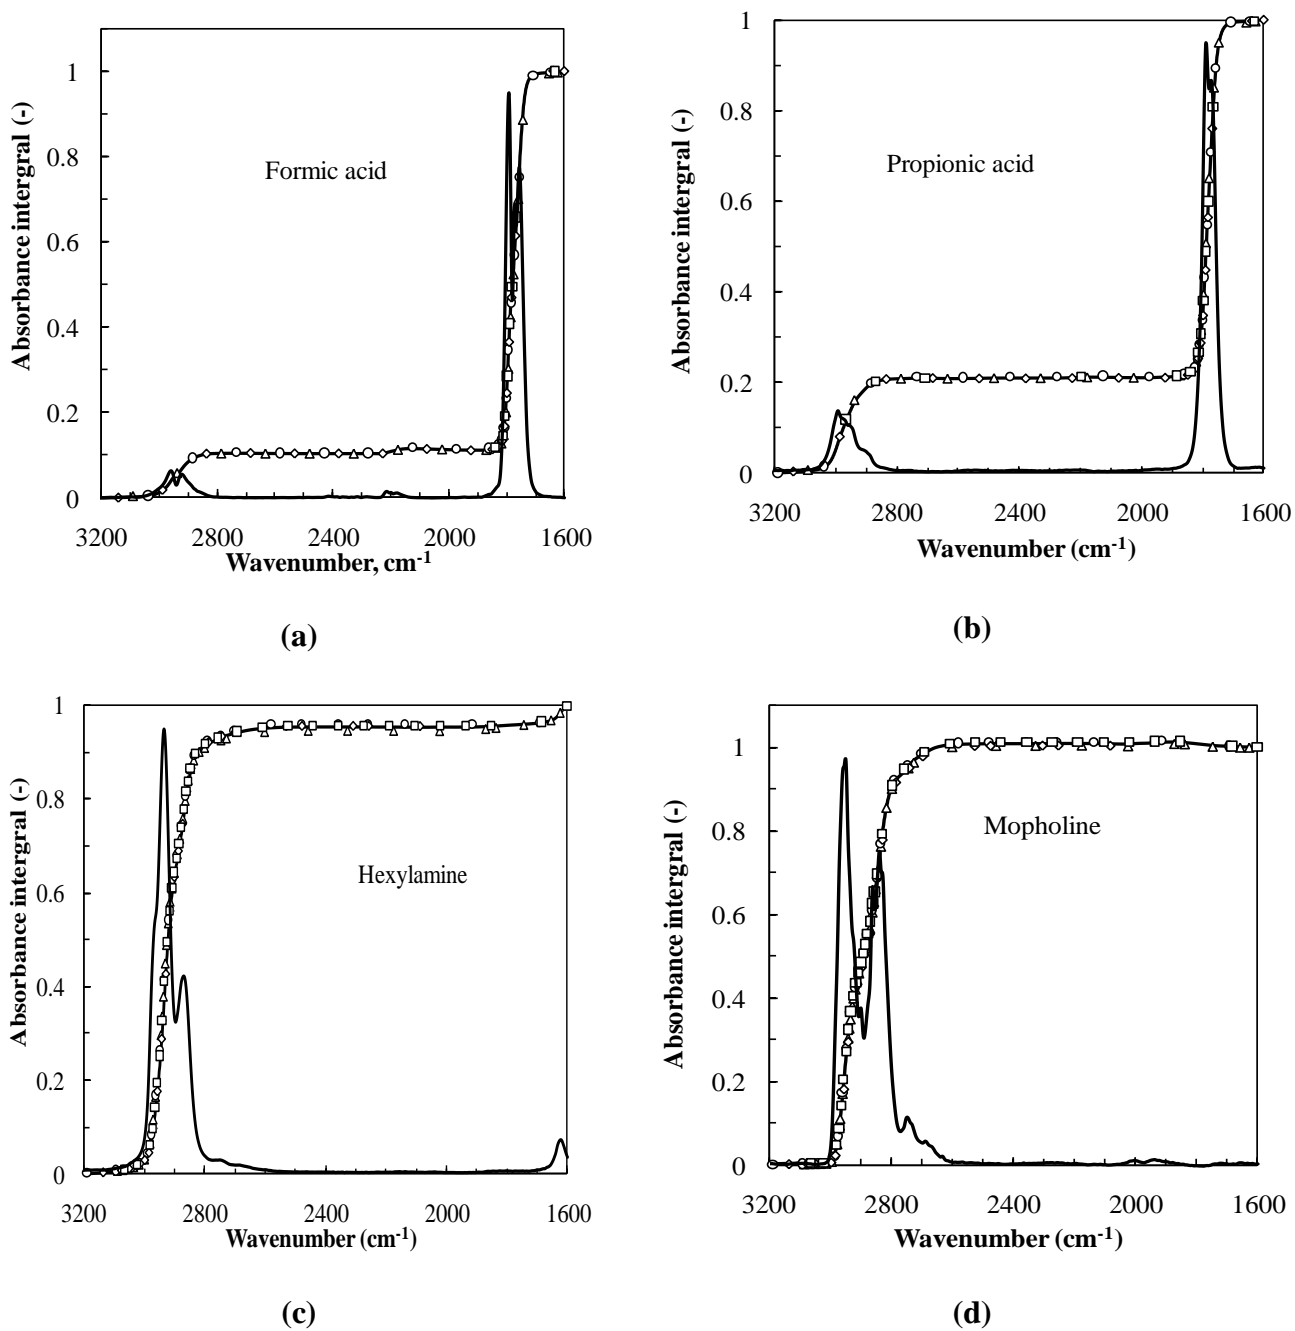 Absorbance intergral (-)
1
0.8
0.6
0.4
0.2
0
Formic acid
3200 2800 2400 2000 1600
Wavenumber, cm-1
(a)
Absorbance intergral (-)
1
0.8
0.6
0.4
0.2
0
Propionic acid
3200 2800 2400 2000 1600
Wavenumber (cm-1)
(b)
Absorbance intergral (-)
1
0.8
0.6
0.4
0.2
0
Hexylamine
3200 2800 2400 2000 1600
Wavenumber (cm-1)
(c)
Absorbance intergral (-)
1
0.8
0.6
0.4
0.2
0
Mopholine
3200 2800 2400 2000 1600
Wavenumber (cm-1)
(d)